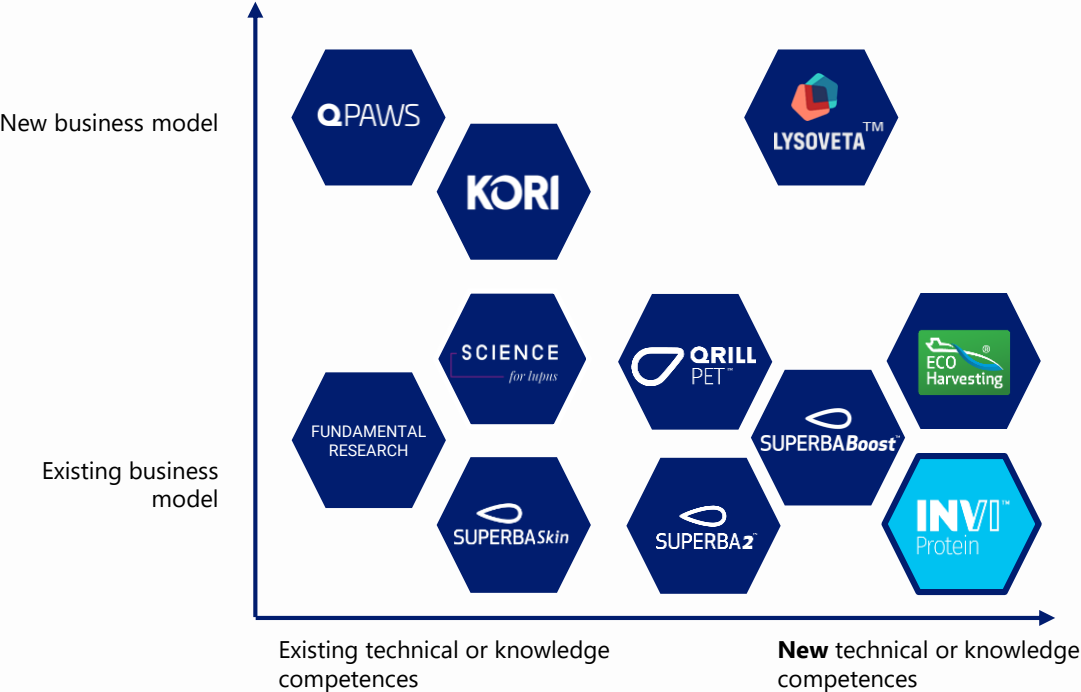 New business model
QPAWS
KORI
LYSOVETA™
SCIENCE
for lupus
QRILL
PET™
ECO
Harvesting
®
FUNDAMENTAL
RESEARCH
SUPERBABoost™
Existing business
model
SUPERBASkin
SUPERBA2™
INVI™
Protein
Existing technical or knowledge
competences
New technical or knowledge
competences